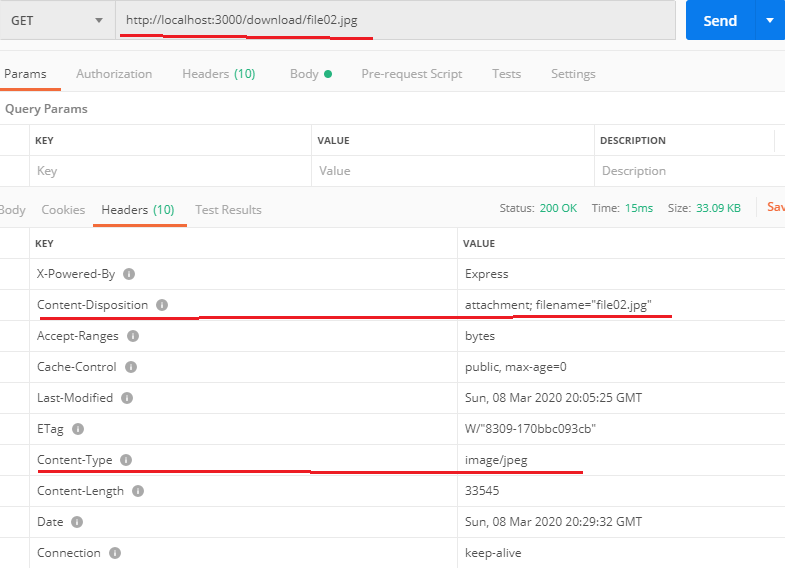 GET http://localhost:3000/download/file02.jpg Send
Params Authorization Headers (10) Body Pre-request Script Tests Settings
Query Params
KEY VALUE DESCRIPTION
Key Value Description
Body Cookies Headers (10) Test Results Status: 200 OK Time: 15ms Size: 33.09 KB Sav
KEY VALUE
X-Powered-By Express
Content-Disposition attachment; filename="file02.jpg"
Accept-Ranges bytes
Cache-Control public, max-age=0
Last-Modified Sun, 08 Mar 2020 20:05:25 GMT
ETag W/"8309-170bbc093cb"
Content-Type image/jpeg
Content-Length 33545
Date Sun, 08 Mar 2020 20:29:32 GMT
Connection keep-alive